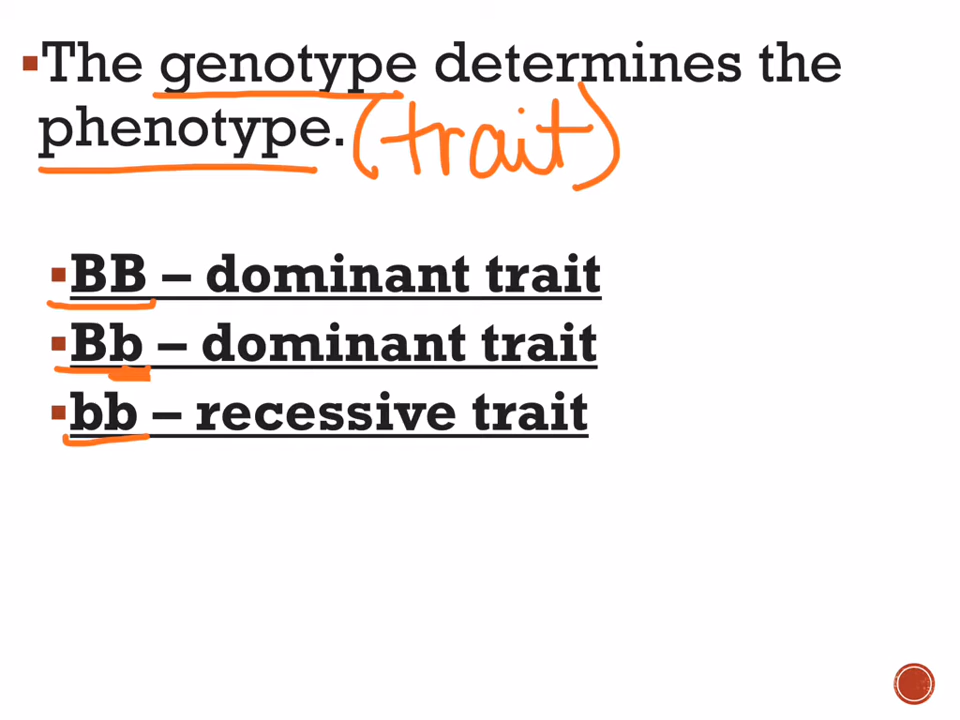 ▪The genotype determines the
phenotype. (trait)
▪BB – dominant trait
▪Bb – dominant trait
▪bb – recessive trait